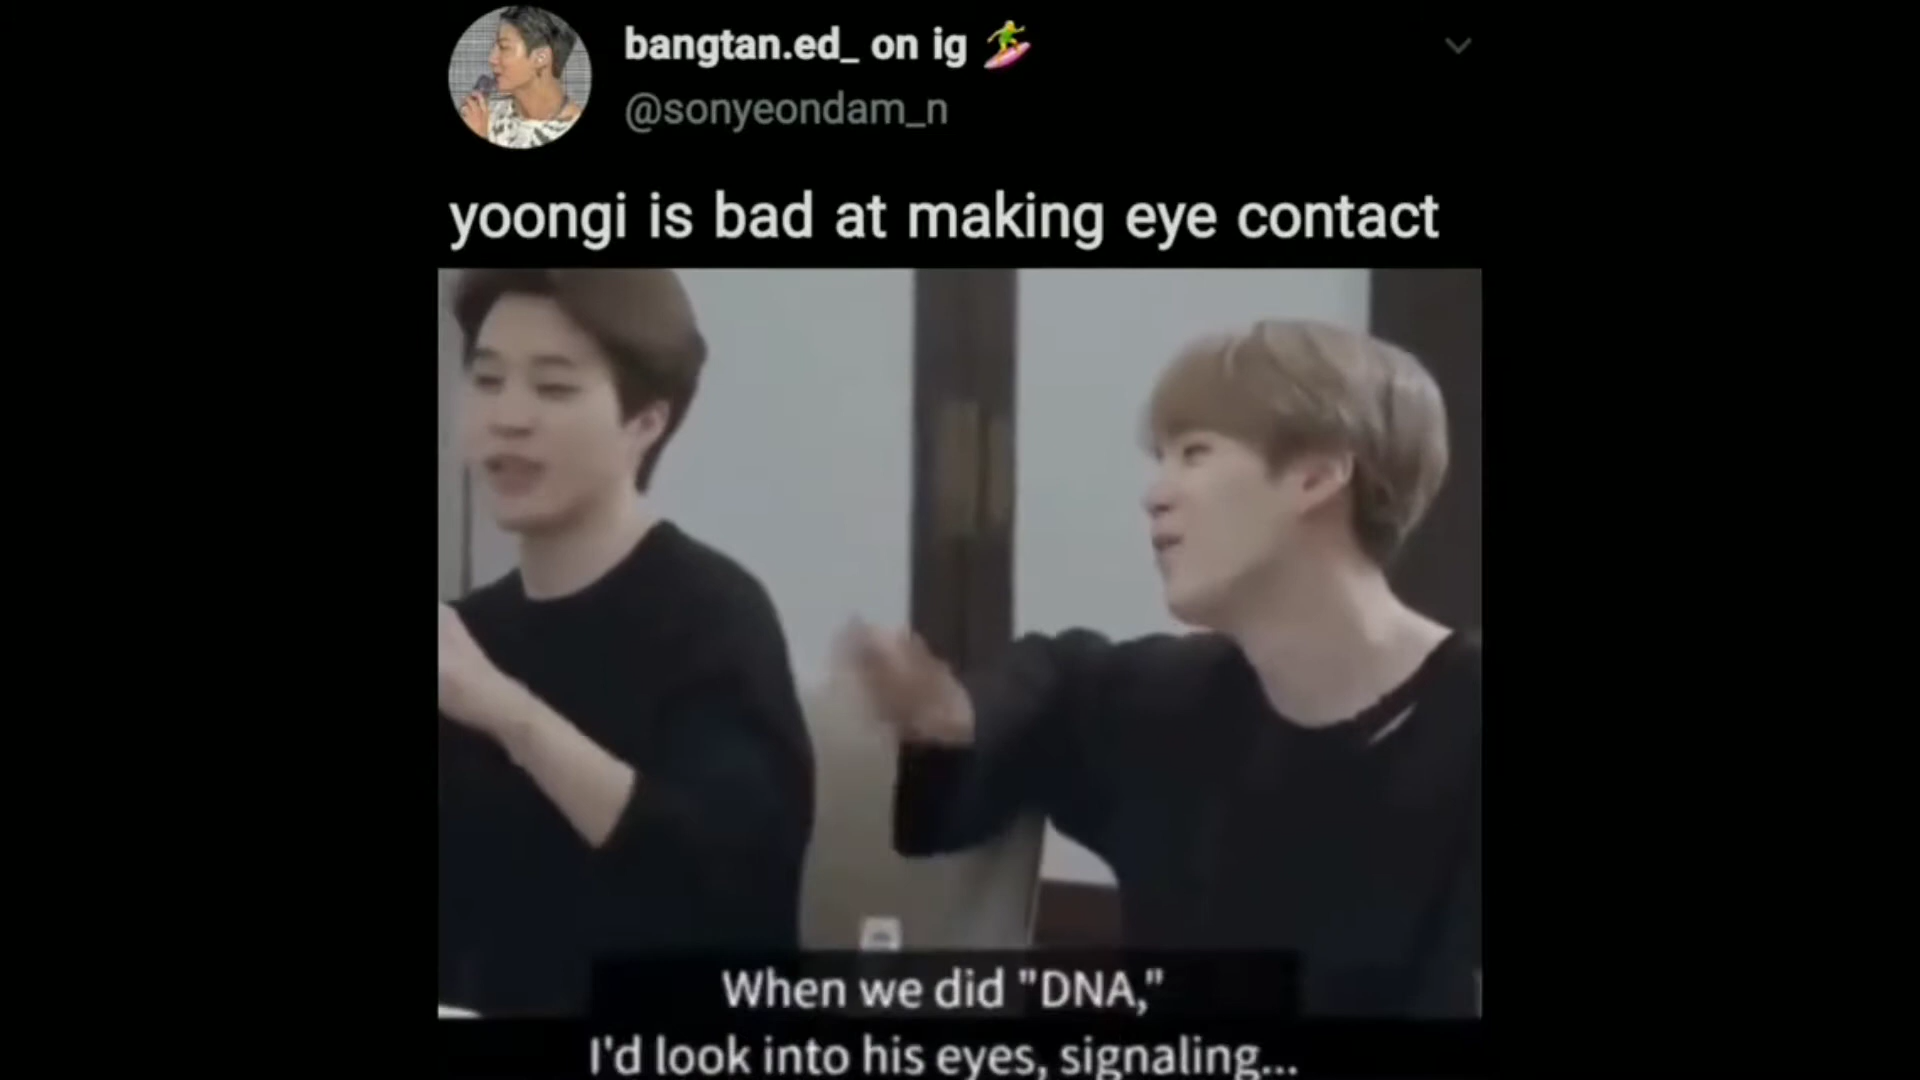 bangtan.ed_ on ig 🏄
@sonyeondam_n
yoongi is bad at making eye contact
When we did "DNA,"
I'd look into his eyes, signaling...